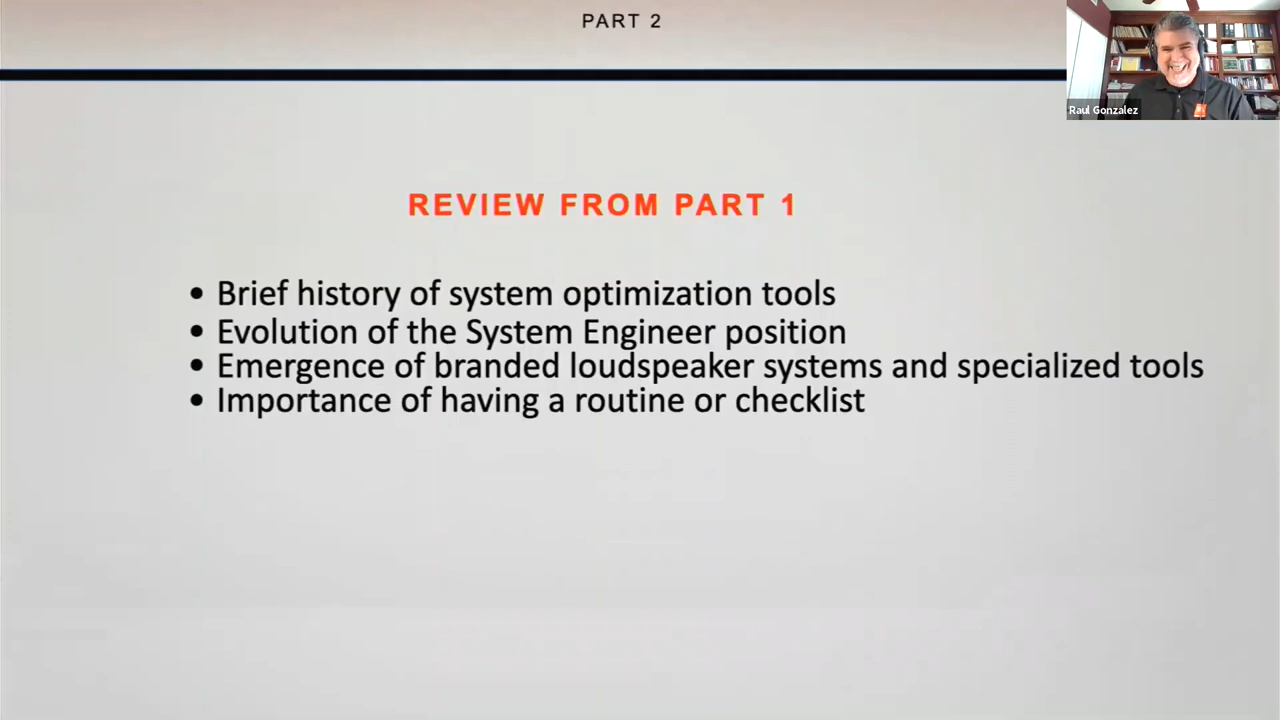 PART 2
Raul Gonzalez
REVIEW FROM PART 1
• Brief history of system optimization tools
• Evolution of the System Engineer position
• Emergence of branded loudspeaker systems and specialized tools
• Importance of having a routine or checklist